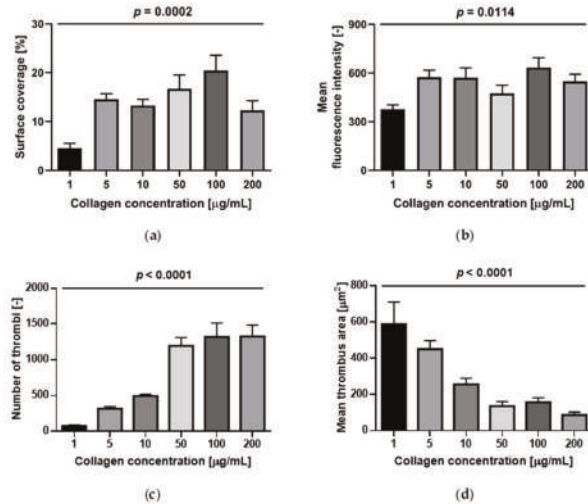 p = 0.0002
Surface coverage [%]
30
20
10
0
1 5 10 50 100 200
Collagen concentration [µg/mL]
(a)
p = 0.0114
Mean
fluorescence intensity [-]
900
600
300
0
1 5 10 50 100 200
Collagen concentration [µg/mL]
(b)
p < 0.0001
Number of thrombi [-]
2000
1500
1000
500
0
1 5 10 50 100 200
Collagen concentration [µg/mL]
(c)
p < 0.0001
Mean thrombus area [µm²]
800
600
400
200
0
1 5 10 50 100 200
Collagen concentration [µg/mL]
(d)